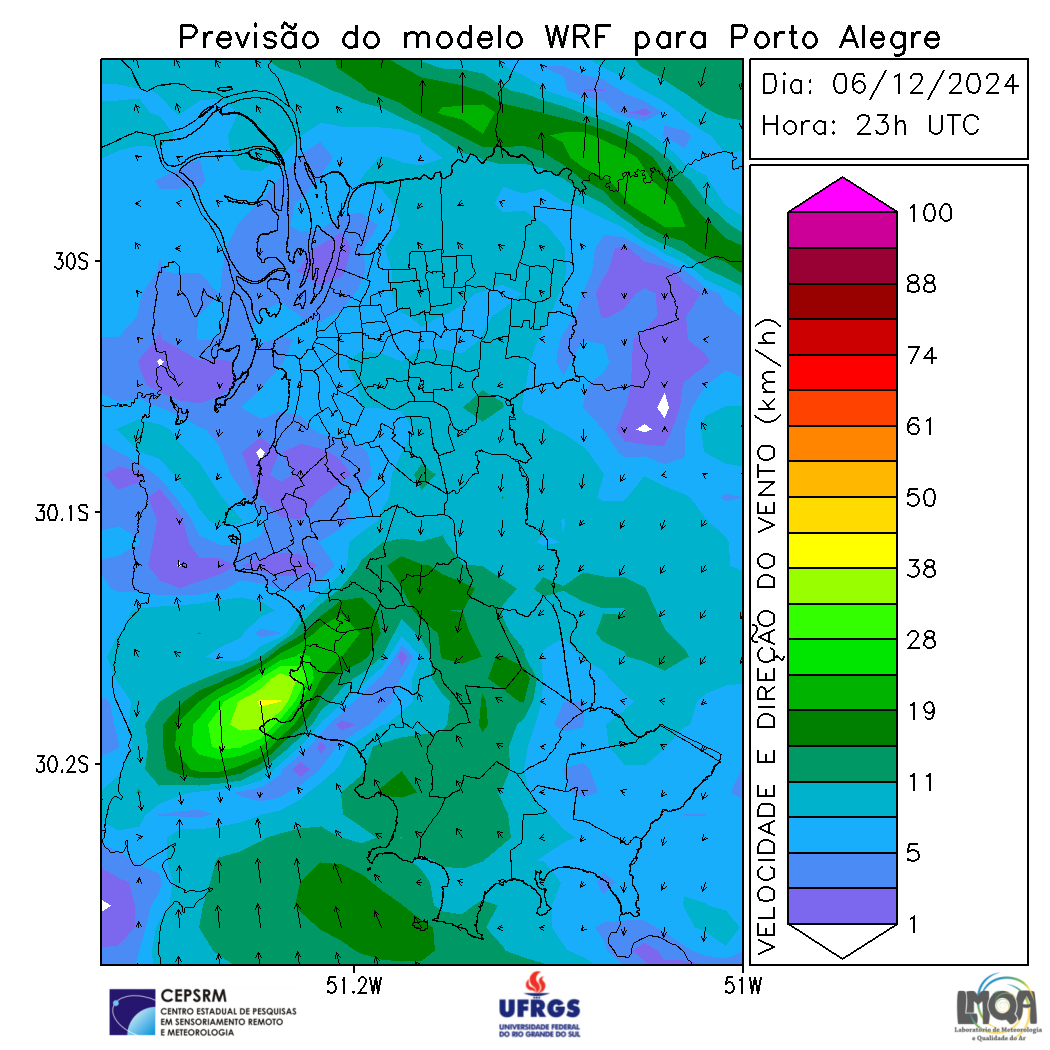 Previsão do modelo WRF para Porto Alegre
Dia: 06/12/2024
Hora: 23h UTC
30S
30.1S
30.2S
51.2W
51W
VELOCIDADE E DIREÇÃO DO VENTO (km/h)
100
88
74
61
50
38
28
19
11
5
1
CEPSRM
CENTRO ESTADUAL DE PESQUISAS
EM SENSORIAMENTO REMOTO
E METEOROLOGIA
UFRGS
UNIVERSIDADE FEDERAL
DO RIO GRANDE DO SUL
LMQA
Laboratório de Meteorologia
e Qualidade do Ar